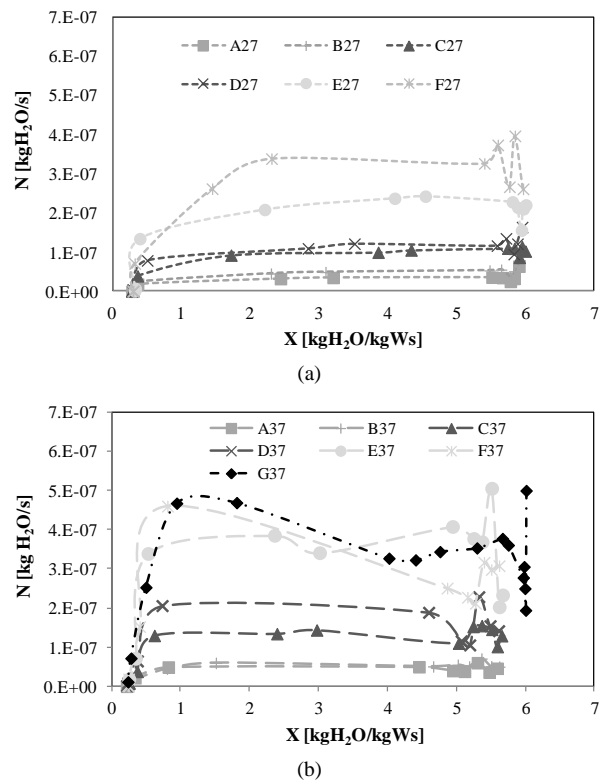 (a)
7.E-07
6.E-07
5.E-07
4.E-07
3.E-07
2.E-07
1.E-07
0.E+00
N [kgH₂O/s]
A27 B27 C27
D27 E27 F27
0 1 2 3 4 5 6 7
X [kgH₂O/kgWs]
(a)
7.E-07
6.E-07
5.E-07
4.E-07
3.E-07
2.E-07
1.E-07
0.E+00
N [kg H₂O/s]
A37 B37 C37
D37 E37 F37
G37
0 1 2 3 4 5 6 7
X [kgH₂O/kgWs]
(b)